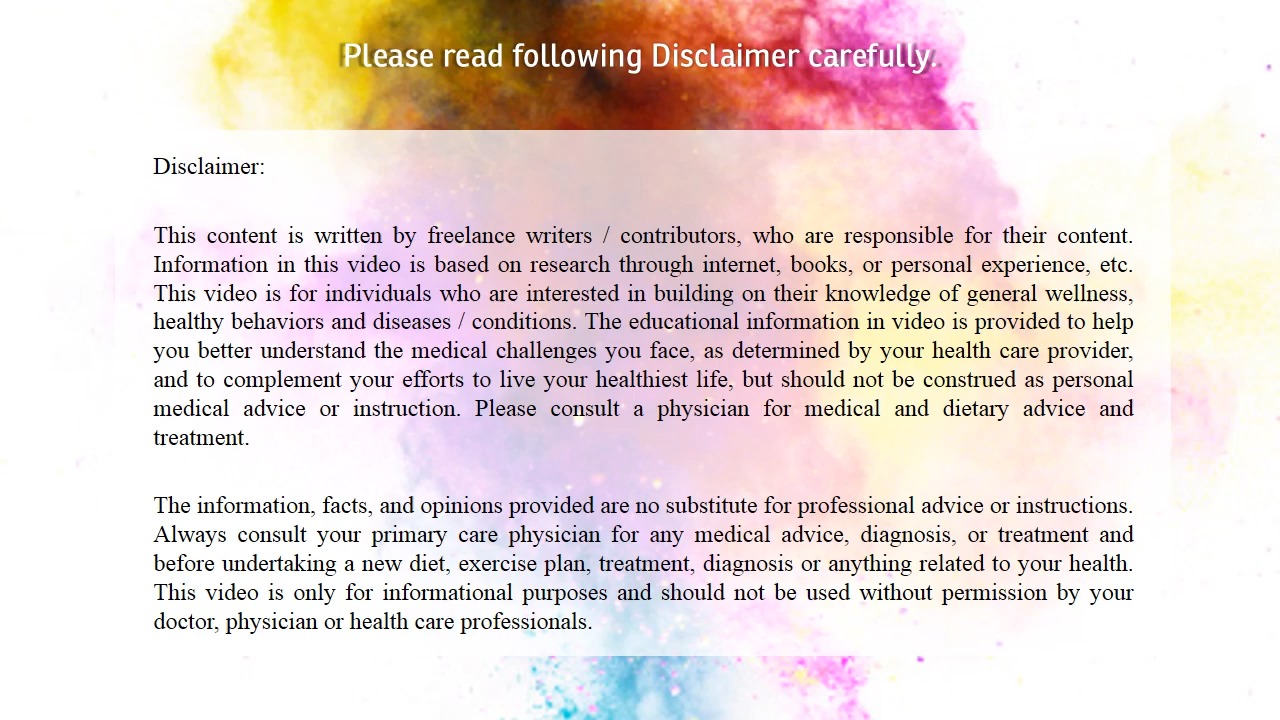 Please read following Disclaimer carefully.
Disclaimer:
This content is written by freelance writers / contributors, who are responsible for their content.
Information in this video is based on research through internet, books, or personal experience, etc.
This video is for individuals who are interested in building on their knowledge of general wellness,
healthy behaviors and diseases / conditions. The educational information in video is provided to help
you better understand the medical challenges you face, as determined by your health care provider,
and to complement your efforts to live your healthiest life, but should not be construed as personal
medical advice or instruction. Please consult a physician for medical and dietary advice and
treatment.
The information, facts, and opinions provided are no substitute for professional advice or instructions.
Always consult your primary care physician for any medical advice, diagnosis, or treatment and
before undertaking a new diet, exercise plan, treatment, diagnosis or anything related to your health.
This video is only for informational purposes and should not be used without permission by your
doctor, physician or health care professionals.